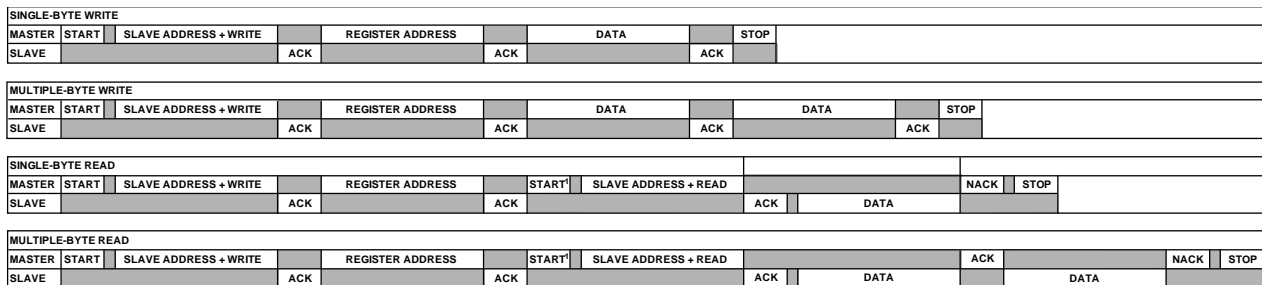 SINGLE-BYTE WRITE
MASTER START SLAVE ADDRESS + WRITE REGISTER ADDRESS DATA STOP
SLAVE ACK ACK ACK
MULTIPLE-BYTE WRITE
MASTER START SLAVE ADDRESS + WRITE REGISTER ADDRESS DATA DATA STOP
SLAVE ACK ACK ACK ACK
SINGLE-BYTE READ
MASTER START SLAVE ADDRESS + WRITE REGISTER ADDRESS START¹ SLAVE ADDRESS + READ NACK STOP
SLAVE ACK ACK ACK DATA
MULTIPLE-BYTE READ
MASTER START SLAVE ADDRESS + WRITE REGISTER ADDRESS START¹ SLAVE ADDRESS + READ ACK NACK STOP
SLAVE ACK ACK ACK DATA DATA